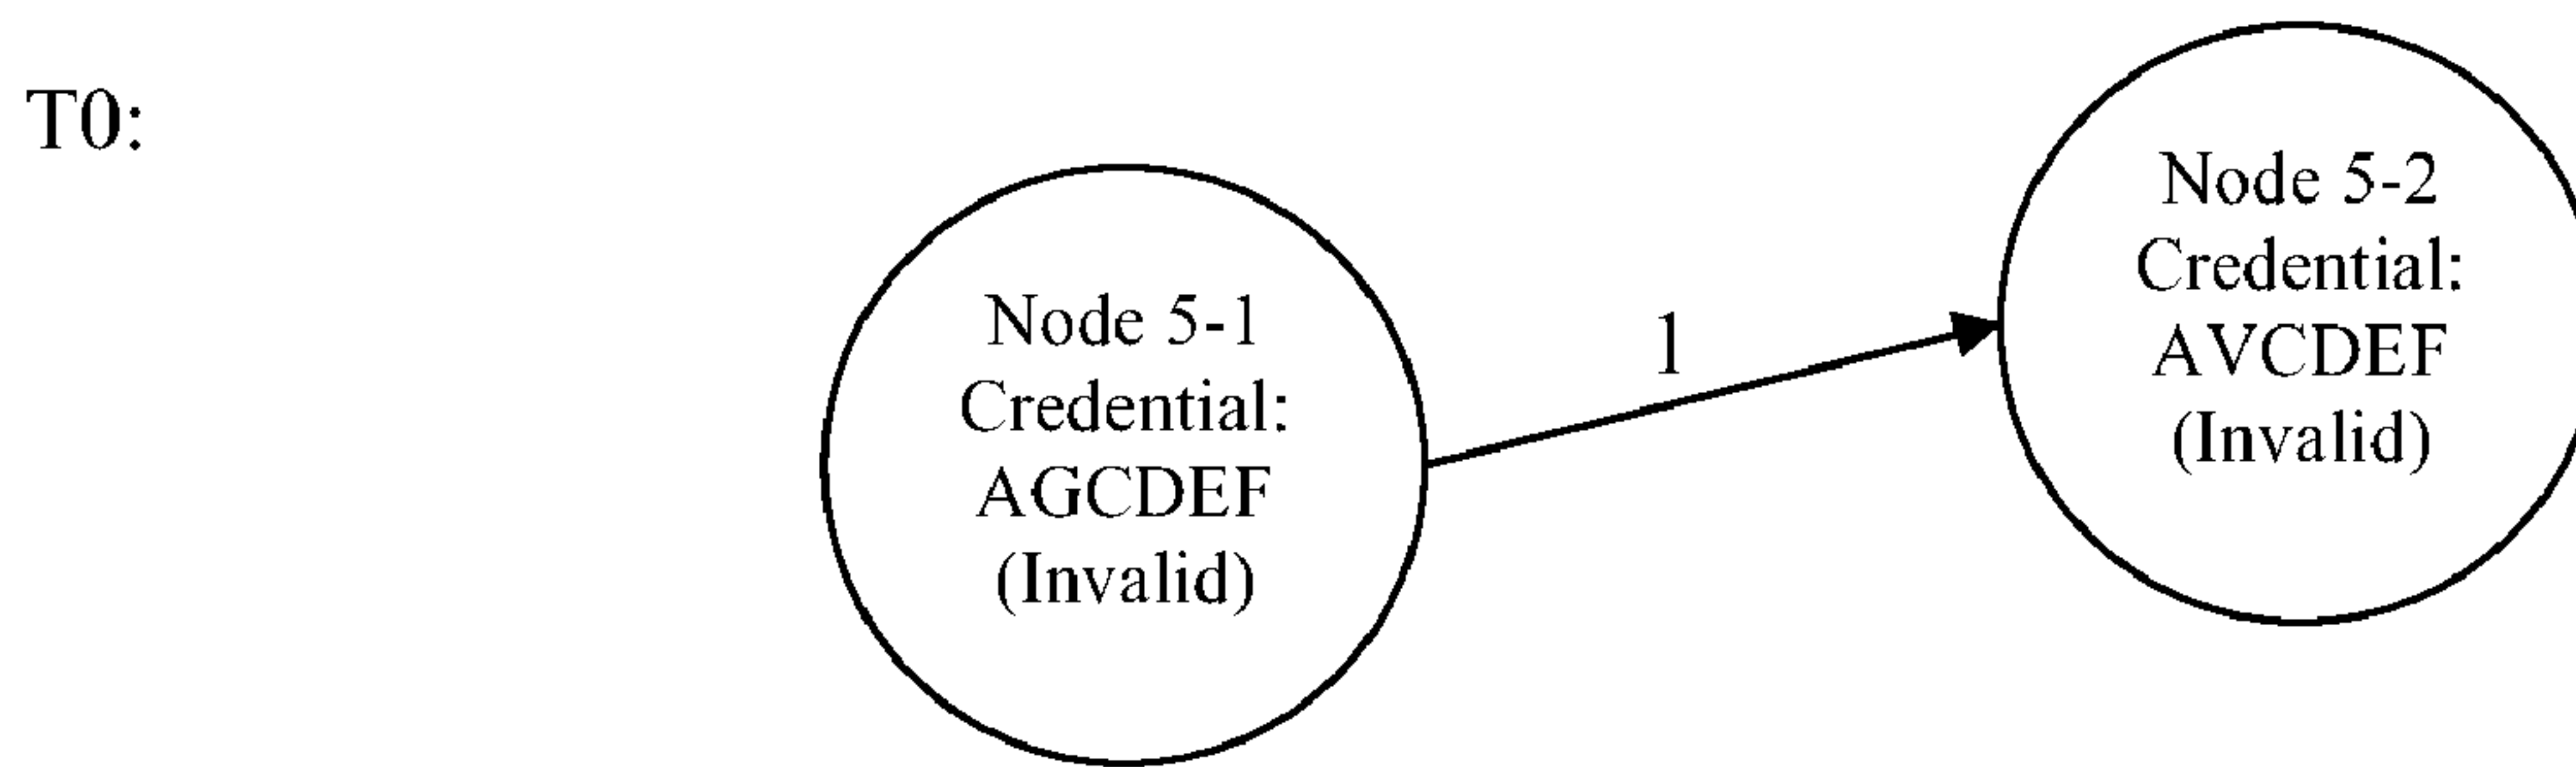 T0:
Node 5-1
Credential:
AGCDEF
(Invalid)
1
Node 5-2
Credential:
AVCDEF
(Invalid)